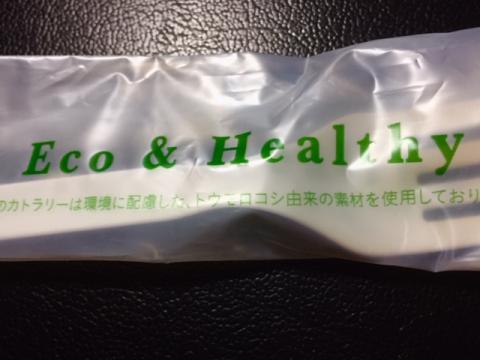 Eco & Healthy
のカトラリーは環境に配慮した、トウモロコシ由来の素材を使用しており